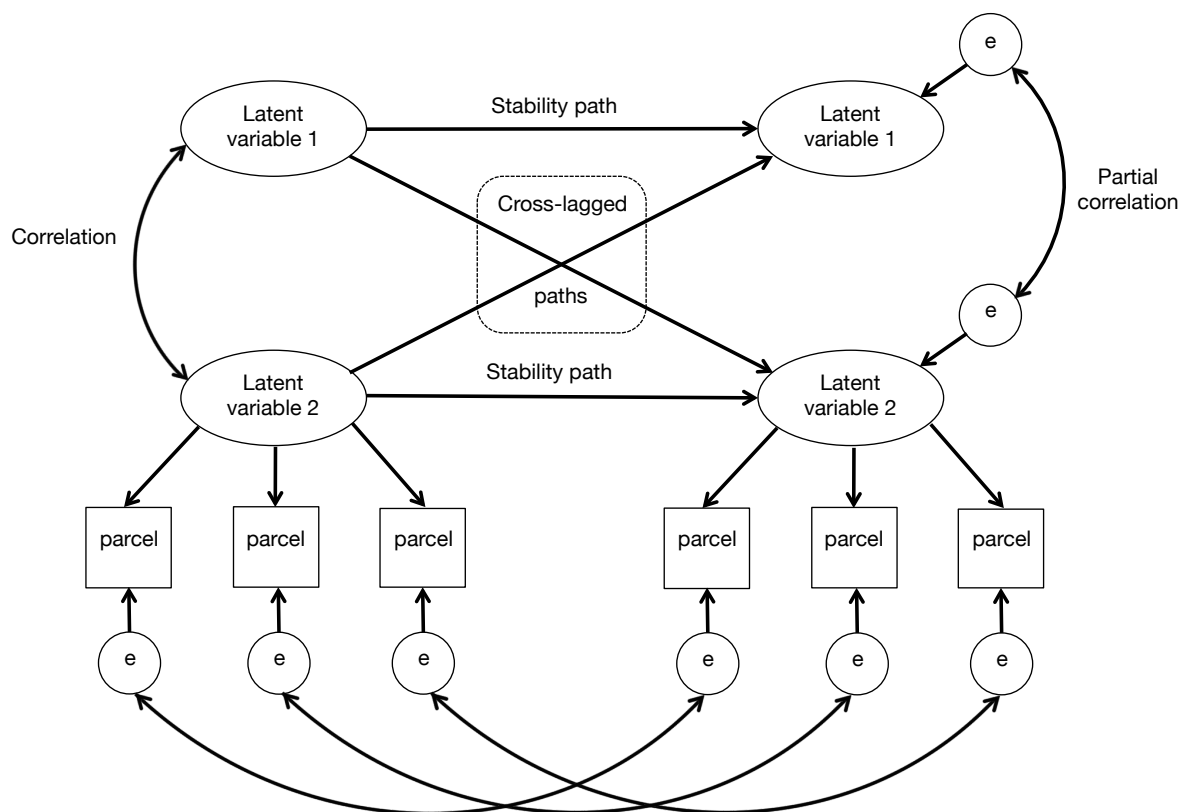 e
Latent
variable 1
Stability path
Latent
variable 1
Cross-lagged
paths
Correlation
Partial
correlation
e
Latent
variable 2
Stability path
Latent
variable 2
parcel
parcel
parcel
parcel
parcel
parcel
e
e
e
e
e
e